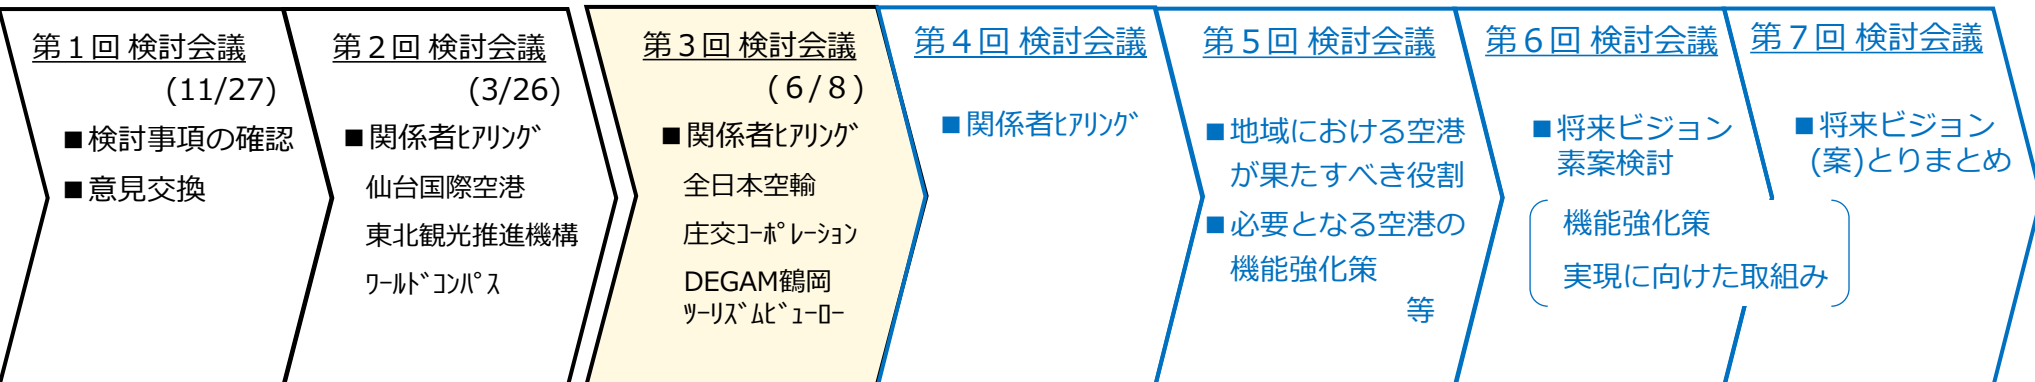 第１回 検討会議
(11/27)
■検討事項の確認
■意見交換
第２回 検討会議
(3/26)
■関係者ﾋｱﾘﾝｸﾞ
仙台国際空港
東北観光推進機構
ﾜｰﾙﾄﾞｺﾝﾊﾟｽ
第３回 検討会議
(６/８)
■関係者ﾋｱﾘﾝｸﾞ
全日本空輸
庄交ｺｰﾎﾟﾚｰｼｮﾝ
DEGAM鶴岡
ﾂｰﾘｽﾞﾑﾋﾞｭｰﾛｰ
第４回 検討会議
■関係者ﾋｱﾘﾝｸﾞ
第５回 検討会議
■地域における空港
が果たすべき役割
■必要となる空港の
機能強化策
等
第６回 検討会議
■将来ビジョン
素案検討
機能強化策
実現に向けた取組み
第７回 検討会議
■将来ビジョン
(案)とりまとめ